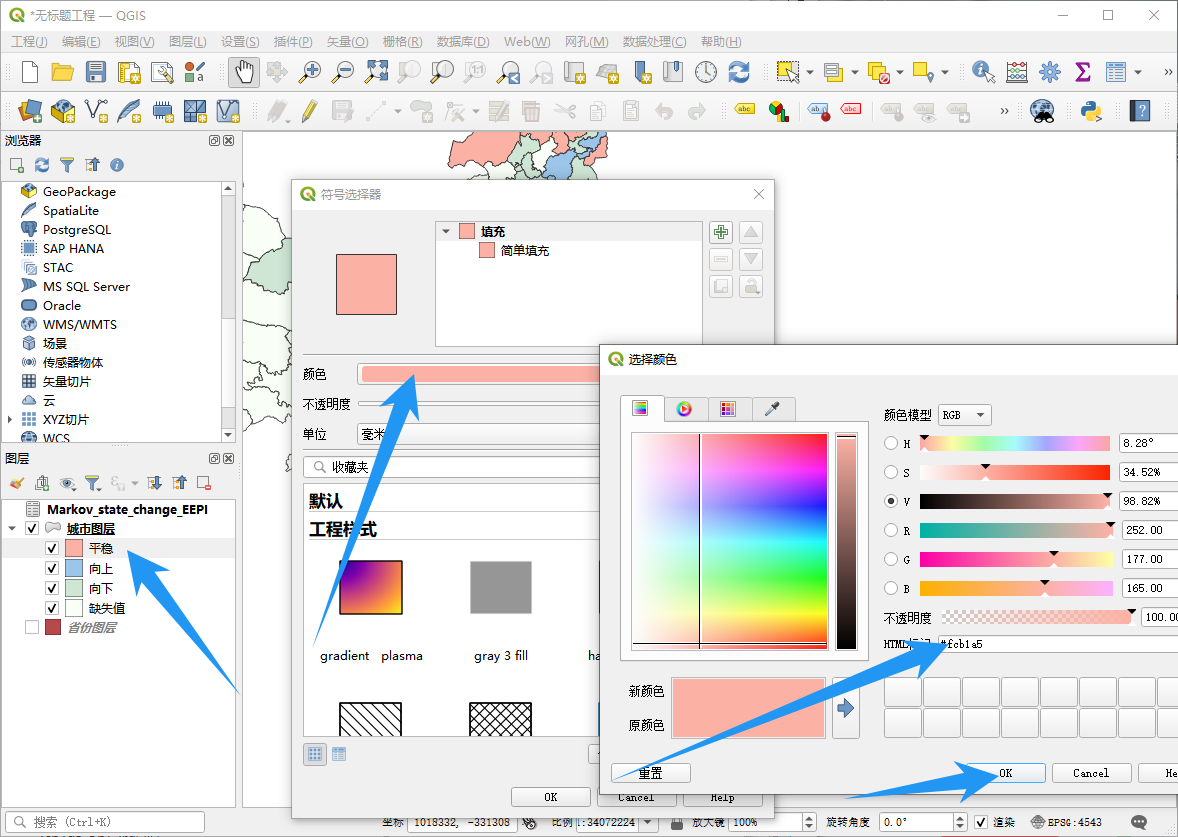 *无标题工程 — QGIS
工程(J) 编辑(E) 视图(V) 图层(L) 设置(S) 插件(P) 矢量(O) 栅格(R) 数据库(D) Web(W) 网孔(M) 数据处理(C) 帮助(H)
浏览器
GeoPackage
SpatiaLite
PostgreSQL
SAP HANA
STAC
MS SQL Server
Oracle
WMS/WMTS
场景
传感器物体
矢量切片
云
XYZ切片
WCS
图层
Markov_state_change_EEPI
城市图层
平稳
向上
向下
缺失值
省份图层
符号选择器
填充
简单填充
颜色
不透明度
单位
毫米
收藏夹
默认
工程样式
gradient plasma
gray 3 fill
ha
OK
Cancel
Help
选择颜色
颜色模型 RGB
H 8.28°
S 34.52%
V 98.82%
R 252.00
G 177.00
B 165.00
不透明度 100.00
HTML标记 #fcb1a5
新颜色
原颜色
重置
OK
Cancel
He
搜索 (Ctrl+K)
坐标 1018332, -331308 比例 1:34072224 放大镜 100% 旋转角度 0.0° 渲染 EPSG:4543